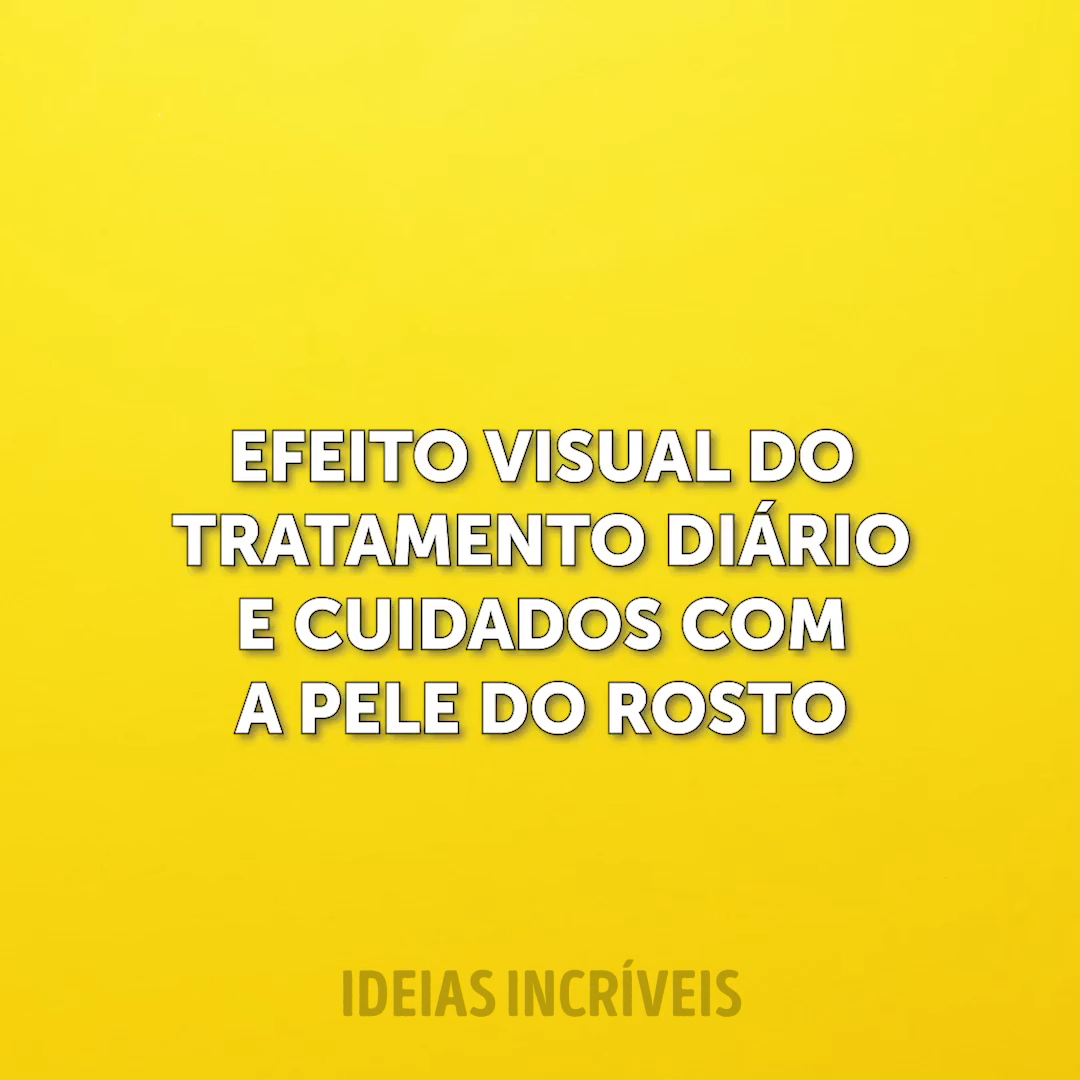 EFEITO VISUAL DO
TRATAMENTO DIÁRIO
E CUIDADOS COM
A PELE DO ROSTO
IDEIAS INCRÍVEIS